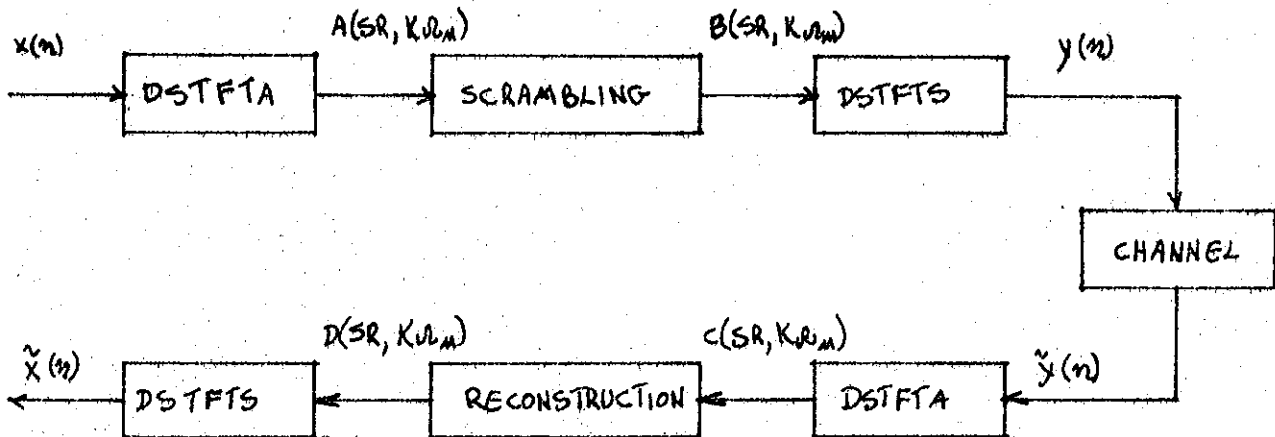 x(n)
A(SR, KΩ_M)
B(SR, KΩ_M)
y(n)
DSTFTA
SCRAMBLING
DSTFTS
CHANNEL
x̃(n)
D(SR, KΩ_M)
C(SR, KΩ_M)
ỹ(n)
DSTFTS
RECONSTRUCTION
DSTFTA